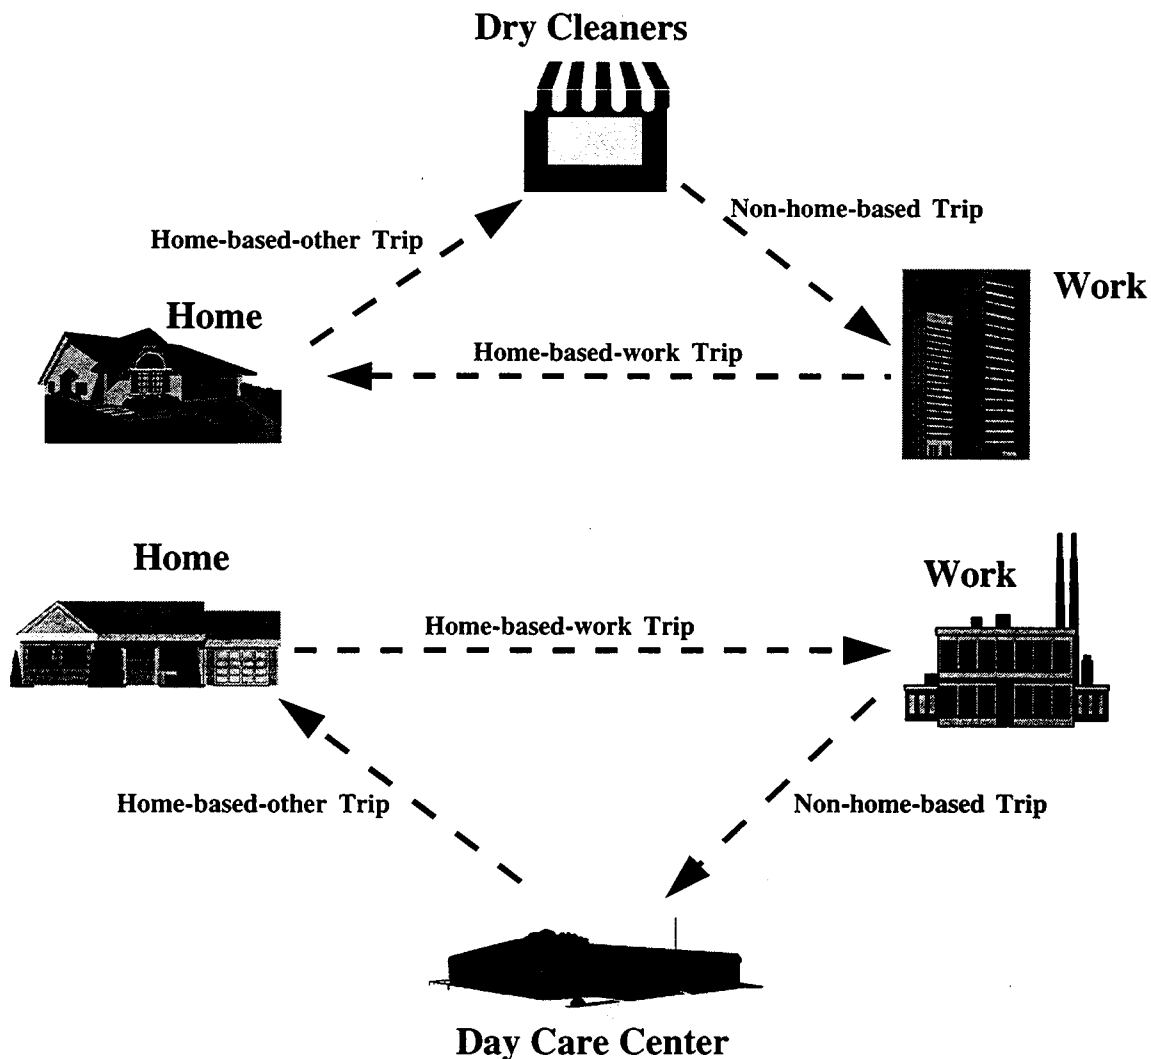 Dry Cleaners
Non-home-based Trip
Home-based-other Trip
Home
Work
Home-based-work Trip
Home
Work
Home-based-work Trip
Home-based-other Trip
Non-home-based Trip
Day Care Center